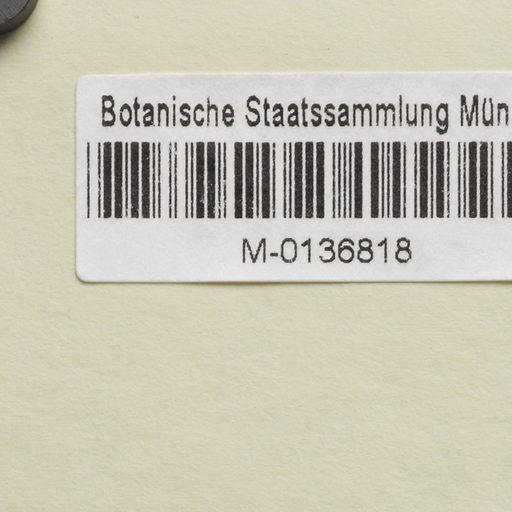 Botanische Staatssammlung Mün
M-0136818